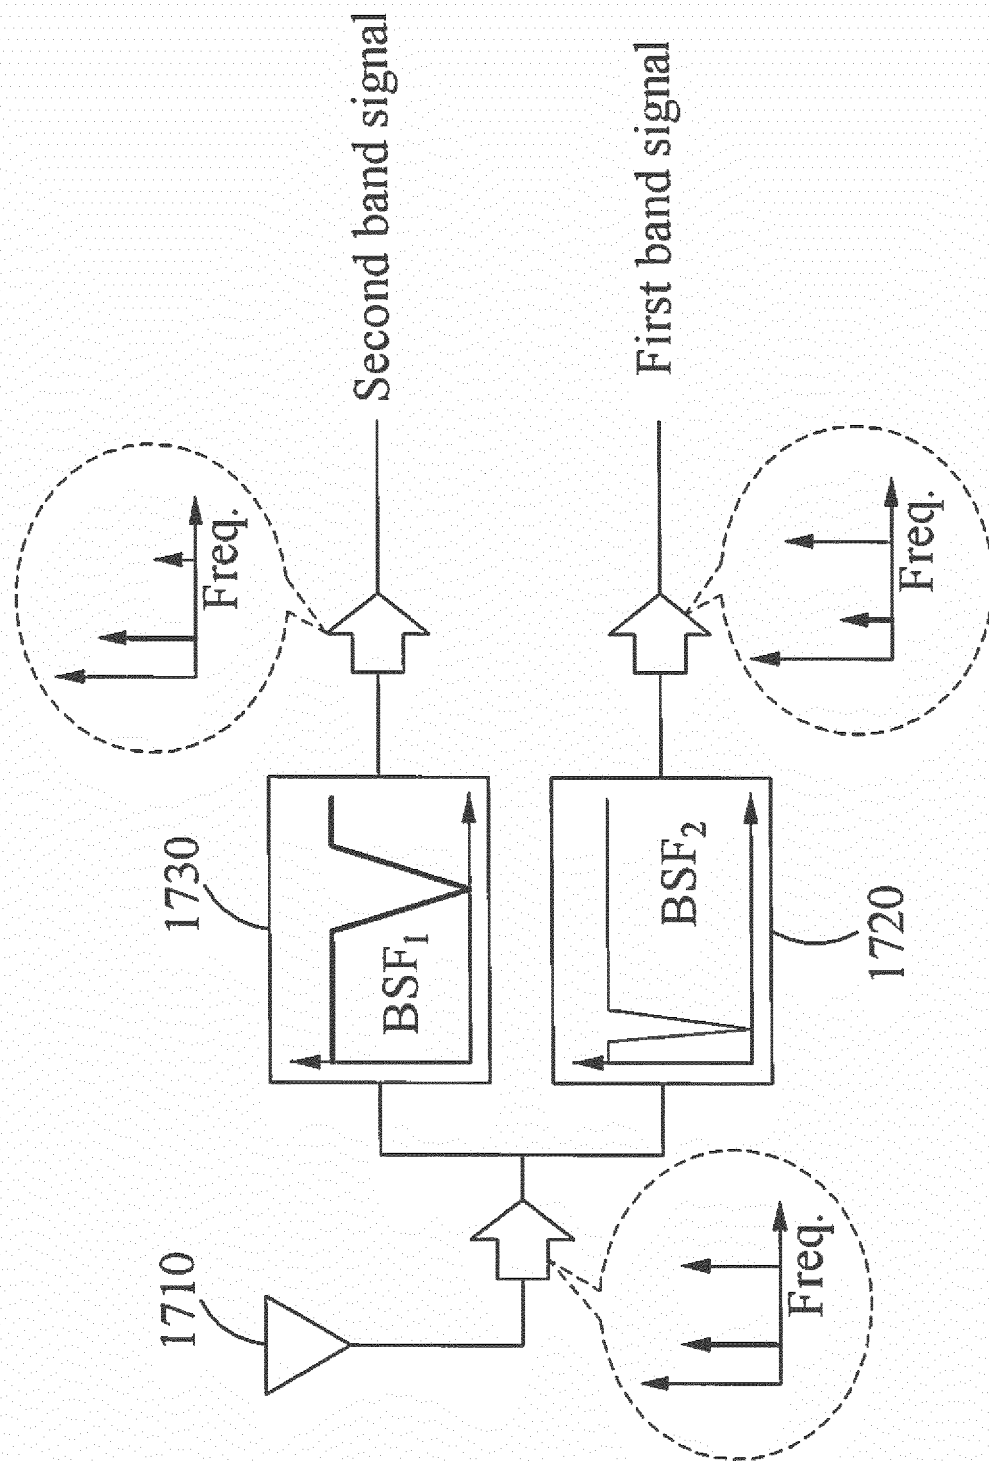 1710
Freq.
1730
BSF1
Freq.
Second band signal
BSF2
1720
Freq.
First band signal